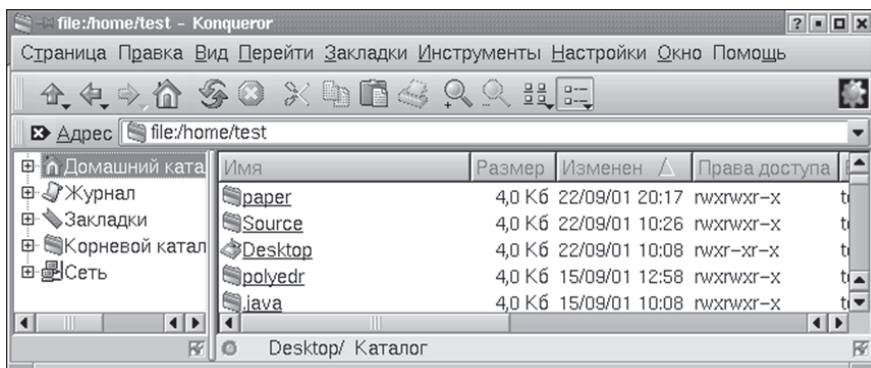 file:/home/test - Konqueror
Страница Правка Вид Перейти Закладки Инструменты Настройки Окно Помощь
Адрес file:/home/test
Домашний ката
Журнал
Закладки
Корневой катал
Сеть
Имя Размер Изменен Права доступа
paper 4,0 Кб 22/09/01 20:17 rwxrwxr-x
Source 4,0 Кб 22/09/01 10:26 rwxrwxr-x
Desktop 4,0 Кб 22/09/01 10:08 rwxr-xr-x
polyedr 4,0 Кб 15/09/01 12:58 rwxrwxr-x
.java 4,0 Кб 15/09/01 10:08 rwxrwxr-x
Desktop/ Каталог